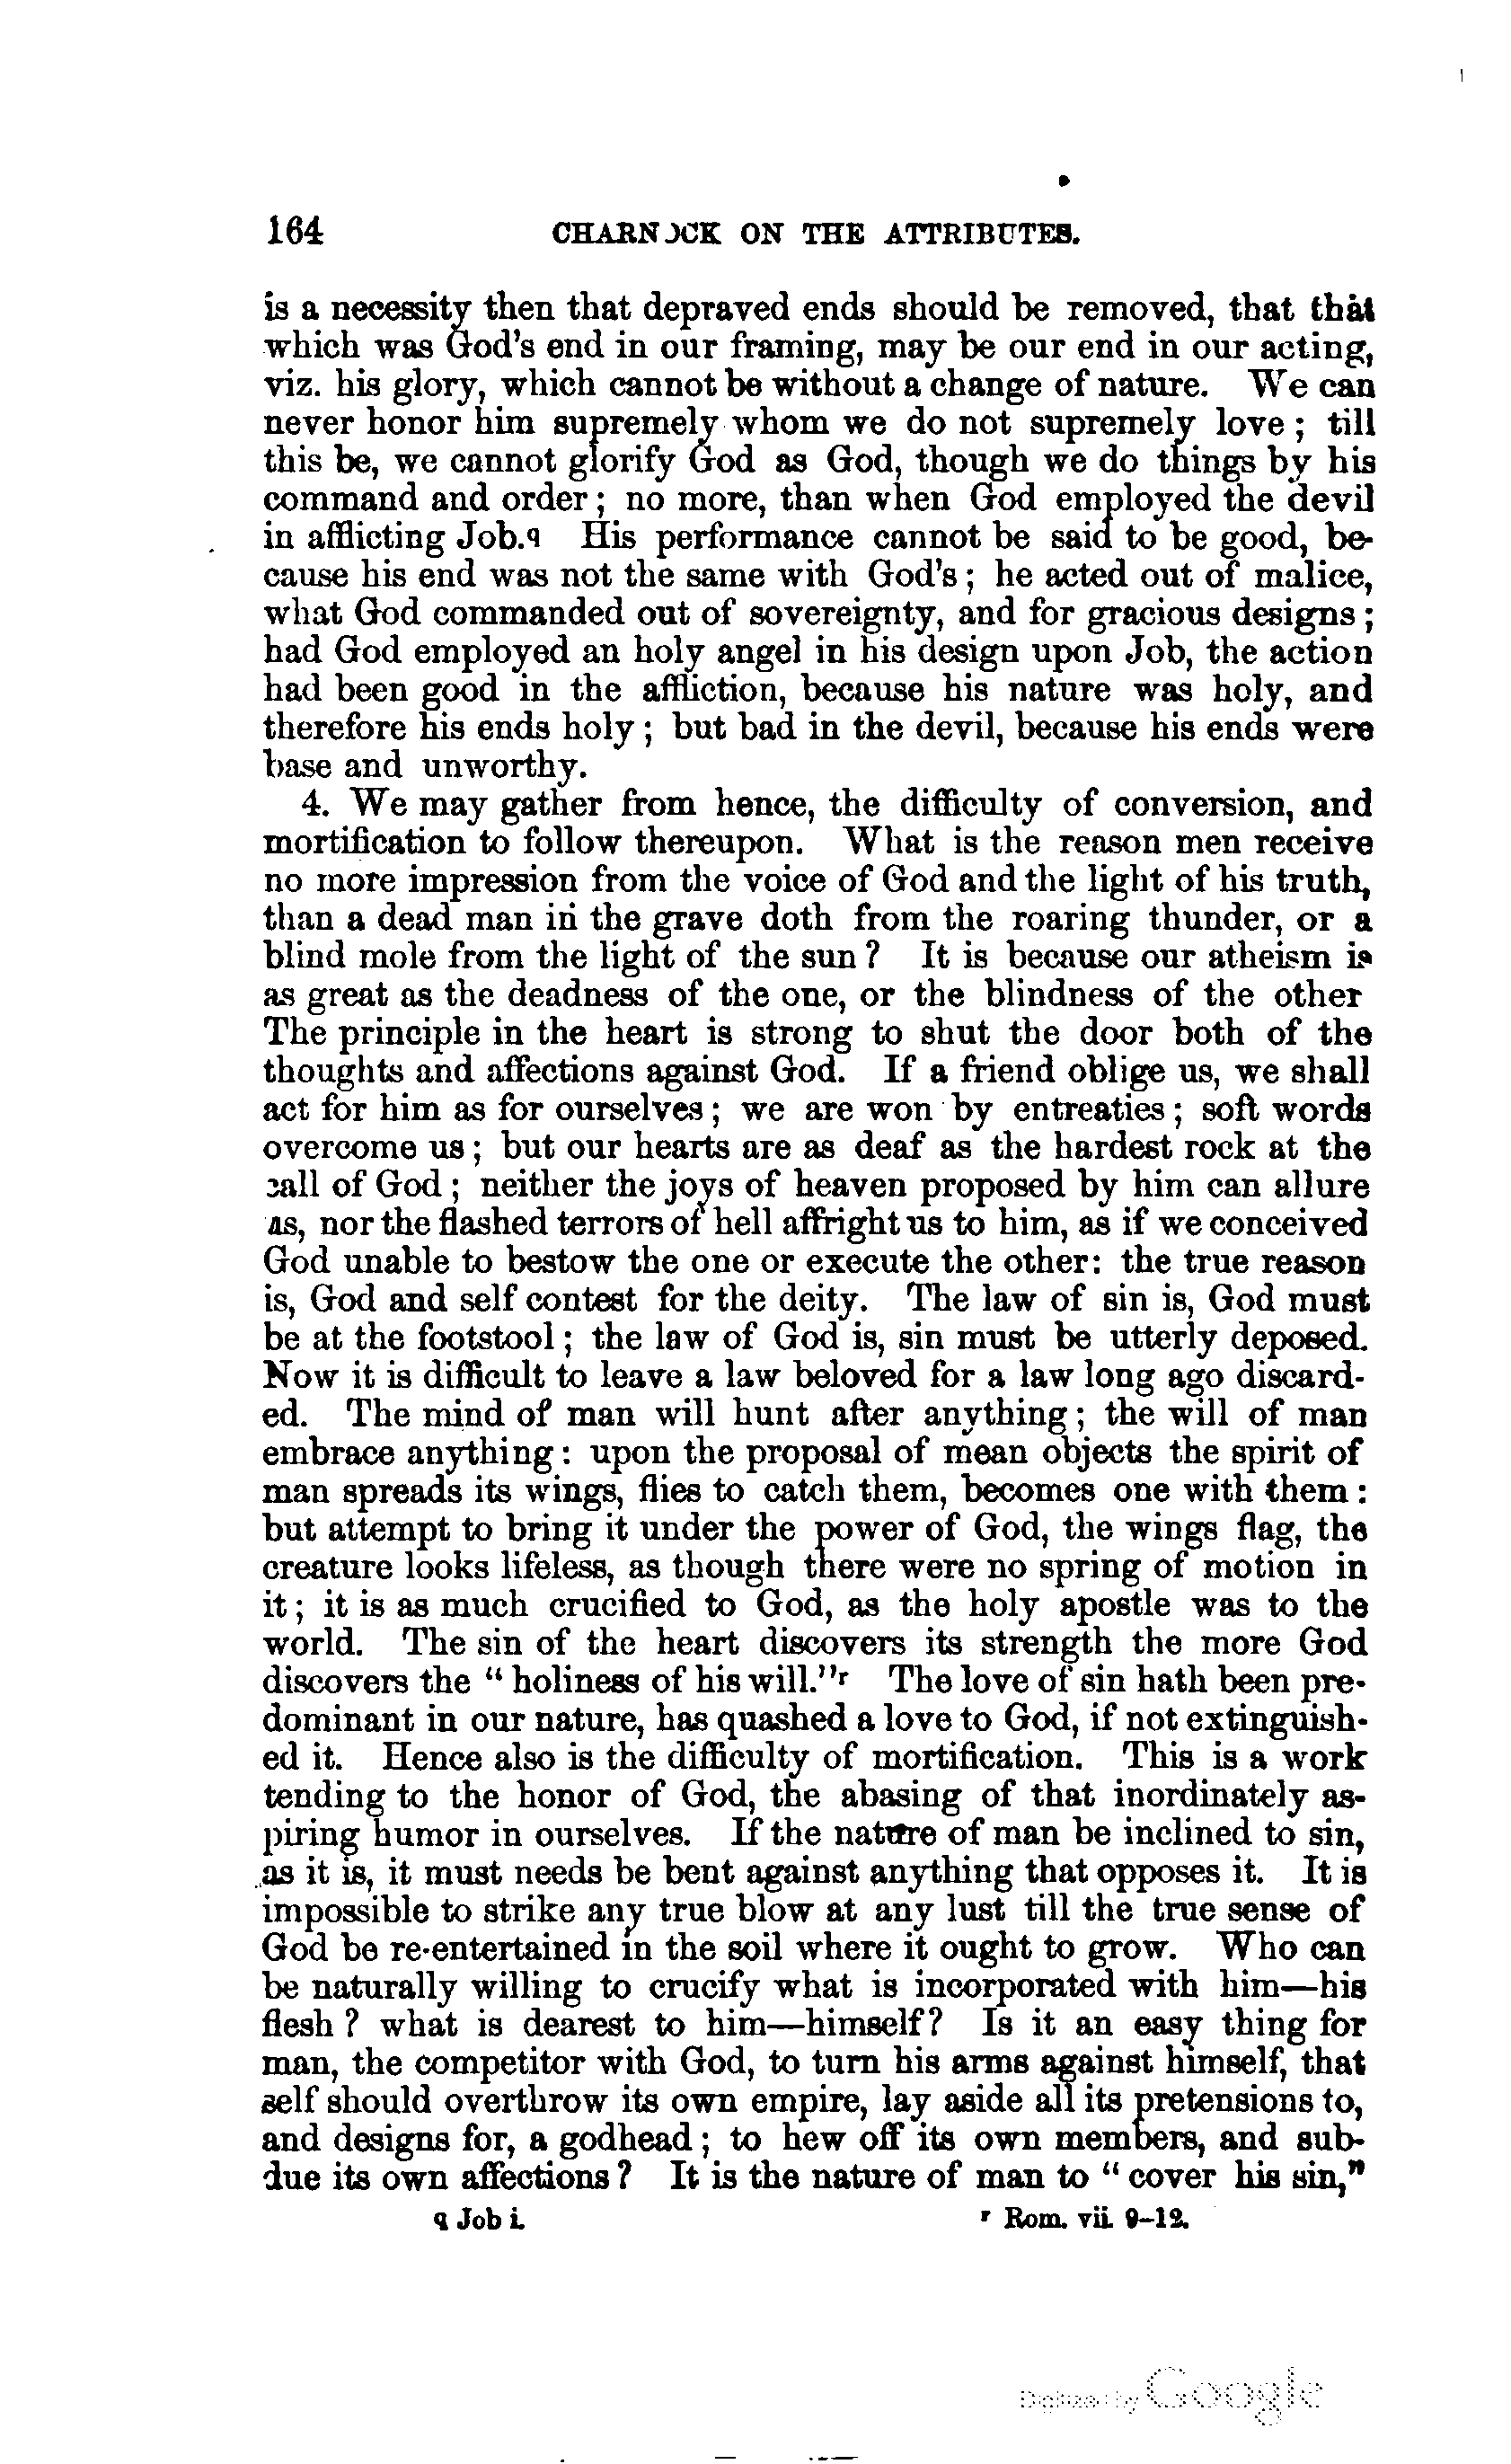 164 CHARNOCK ON THE ATTRIBUTES.
is a necessity then that depraved ends should be removed, that that
which was God's end in our framing, may be our end in our acting,
viz. his glory, which cannot be without a change of nature. We can
never honor him supremely whom we do not supremely love; till
this be, we cannot glorify God as God, though we do things by his
command and order; no more, than when God employed the devil
in afflicting Job.q His performance cannot be said to be good, be-
cause his end was not the same with God's; he acted out of malice,
what God commanded out of sovereignty, and for gracious designs;
had God employed an holy angel in his design upon Job, the action
had been good in the affliction, because his nature was holy, and
therefore his ends holy; but bad in the devil, because his ends were
base and unworthy.
4. We may gather from hence, the difficulty of conversion, and
mortification to follow thereupon. What is the reason men receive
no more impression from the voice of God and the light of his truth,
than a dead man in the grave doth from the roaring thunder, or a
blind mole from the light of the sun? It is because our atheism is
as great as the deadness of the one, or the blindness of the other
The principle in the heart is strong to shut the door both of the
thoughts and affections against God. If a friend oblige us, we shall
act for him as for ourselves; we are won by entreaties; soft words
overcome us; but our hearts are as deaf as the hardest rock at the
call of God; neither the joys of heaven proposed by him can allure
us, nor the flashed terrors of hell affright us to him, as if we conceived
God unable to bestow the one or execute the other: the true reason
is, God and self contest for the deity. The law of sin is, God must
be at the footstool; the law of God is, sin must be utterly deposed.
Now it is difficult to leave a law beloved for a law long ago discard-
ed. The mind of man will hunt after anything; the will of man
embrace anything: upon the proposal of mean objects the spirit of
man spreads its wings, flies to catch them, becomes one with them:
but attempt to bring it under the power of God, the wings flag, the
creature looks lifeless, as though there were no spring of motion in
it; it is as much crucified to God, as the holy apostle was to the
world. The sin of the heart discovers its strength the more God
discovers the "holiness of his will."r The love of sin hath been pre-
dominant in our nature, has quashed a love to God, if not extinguish-
ed it. Hence also is the difficulty of mortification. This is a work
tending to the honor of God, the abasing of that inordinately as-
piring humor in ourselves. If the nature of man be inclined to sin,
as it is, it must needs be bent against anything that opposes it. It is
impossible to strike any true blow at any lust till the true sense of
God be re-entertained in the soil where it ought to grow. Who can
be naturally willing to crucify what is incorporated with him—his
flesh? what is dearest to him—himself? Is it an easy thing for
man, the competitor with God, to turn his arms against himself, that
self should overthrow its own empire, lay aside all its pretensions to,
and designs for, a godhead; to hew off its own members, and sub-
due its own affections? It is the nature of man to "cover his sin,"
q Job i. r Rom. vii. 9-12.
Digitized by Google